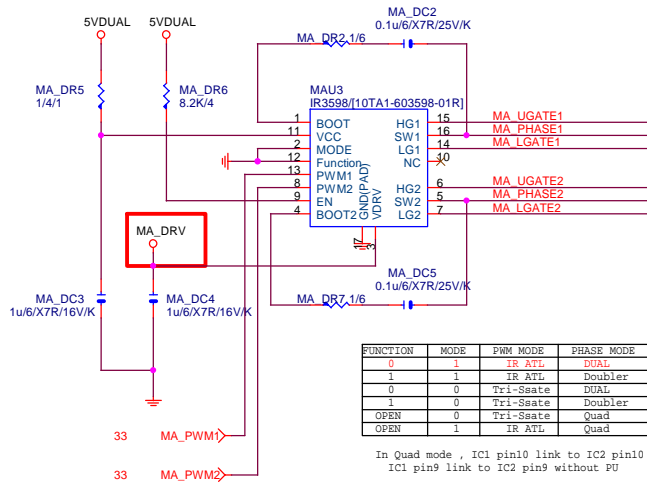 5VDUAL
5VDUAL
MA_DC2
0.1u/6/X7R/25V/K
MA_DR2 1/6
MA_DR5
1/4/1
MA_DR6
8.2K/4
MAU3
IR3598/[10TA1-603598-01R]
1 BOOT HG1 15 MA_UGATE1
11 VCC SW1 16 MA_PHASE1
2 MODE LG1 14 MA_LGATE1
12 Function NC 10
13 PWM1
8 PWM2 HG2 6 MA_UGATE2
9 EN SW2 5 MA_PHASE2
4 BOOT2 LG2 7 MA_LGATE2
GND(PAD)
VDRV
17
3
MA_DRV
MA_DC5
0.1u/6/X7R/25V/K
MA_DR7 1/6
MA_DC3
1u/6/X7R/16V/K
MA_DC4
1u/6/X7R/16V/K
33 MA_PWM1
33 MA_PWM2
FUNCTION MODE PWM MODE PHASE MODE
0 1 IR ATL DUAL
1 1 IR ATL Doubler
0 0 Tri-Ssate DUAL
1 0 Tri-Ssate Doubler
OPEN 0 Tri-Ssate Quad
OPEN 1 IR ATL Quad
In Quad mode , IC1 pin10 link to IC2 pin10
IC1 pin9 link to IC2 pin9 without PU